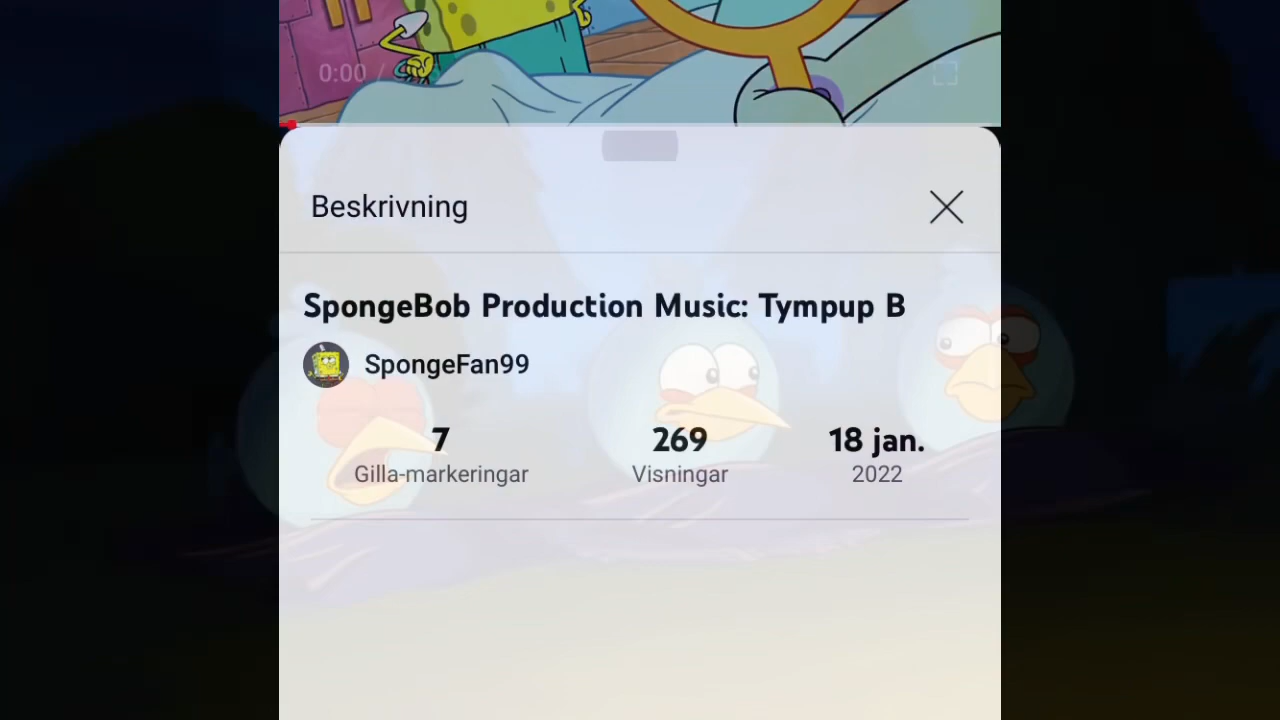 0:00 /
Beskrivning
SpongeBob Production Music: Tympup B
SpongeFan99
7 269 18 jan.
Gilla-markeringar Visningar 2022